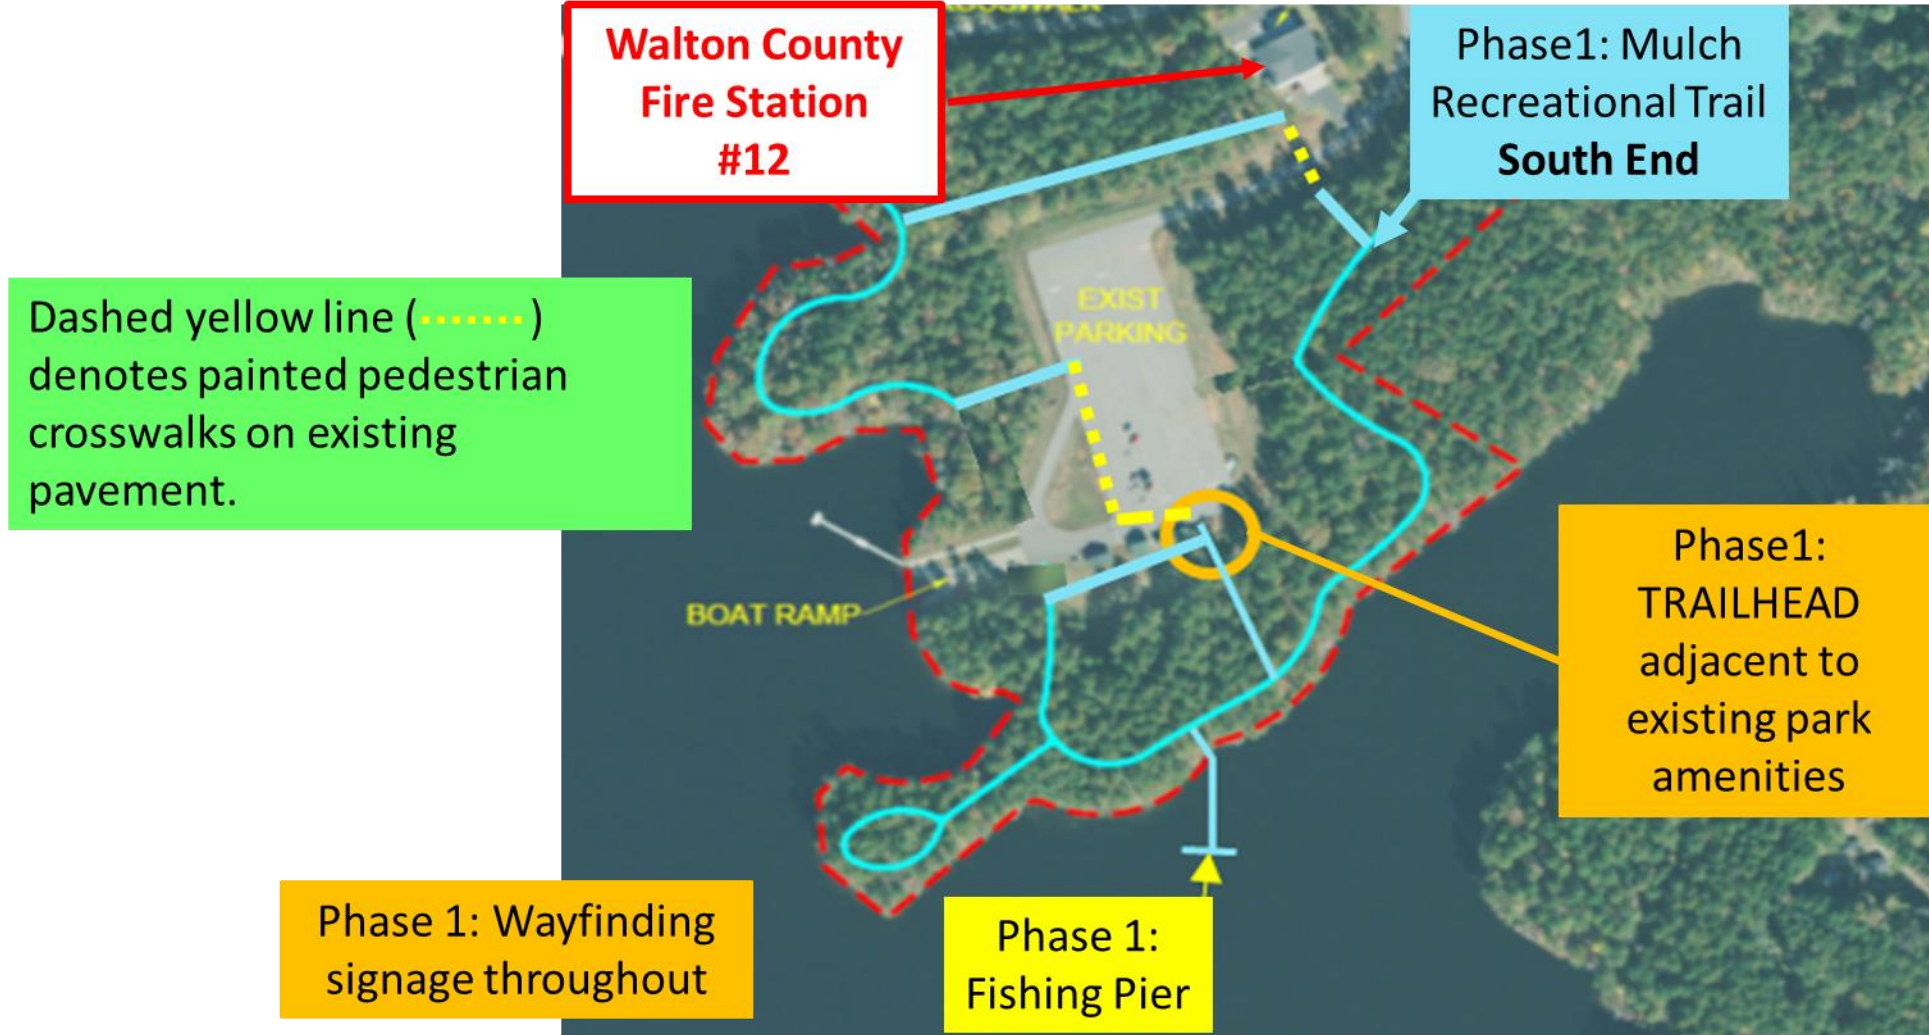 Walton County
Fire Station
#12
Phase1: Mulch
Recreational Trail
South End
Dashed yellow line (·······)
denotes painted pedestrian
crosswalks on existing
pavement.
EXIST
PARKING
BOAT RAMP
Phase1:
TRAILHEAD
adjacent to
existing park
amenities
Phase 1: Wayfinding
signage throughout
Phase 1:
Fishing Pier